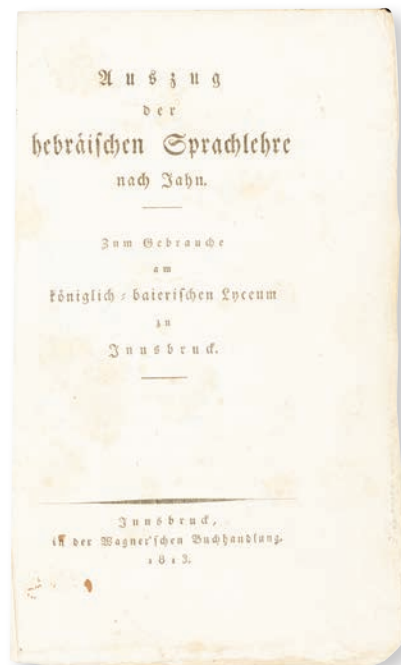 Auszug
der
hebräischen Sprachlehre
nach Jahn.
Zum Gebrauche
am
königlich-baierischen Lyceum
zu
Innsbruck.
Innsbruck,
in der Wagner'schen Buchhandlung.
1813.